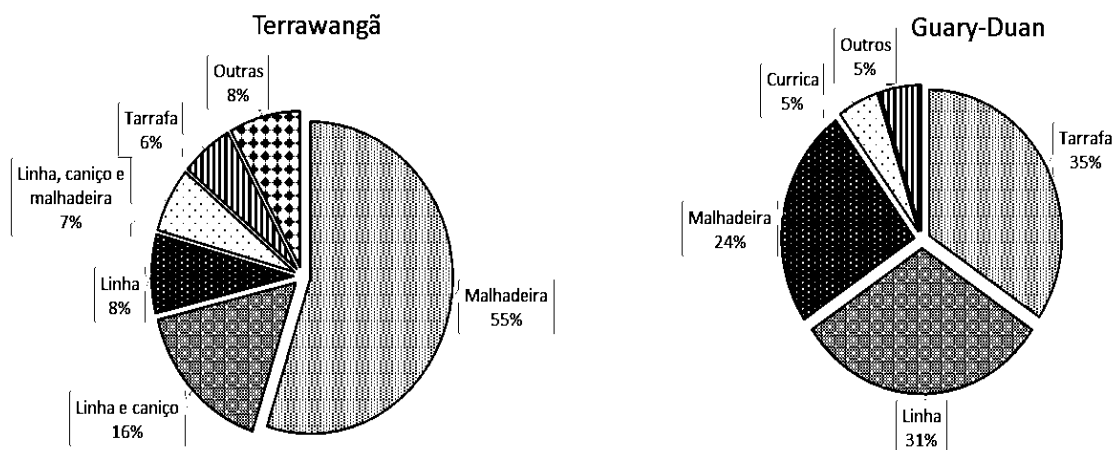 Terrawangã
Outras
8%
Tarrafa
6%
Linha, caniço e
malhadeira
7%
Linha
8%
Linha e caniço
16%
Malhadeira
55%
Guary-Duan
Outros
5%
Currica
5%
Malhadeira
24%
Tarrafa
35%
Linha
31%